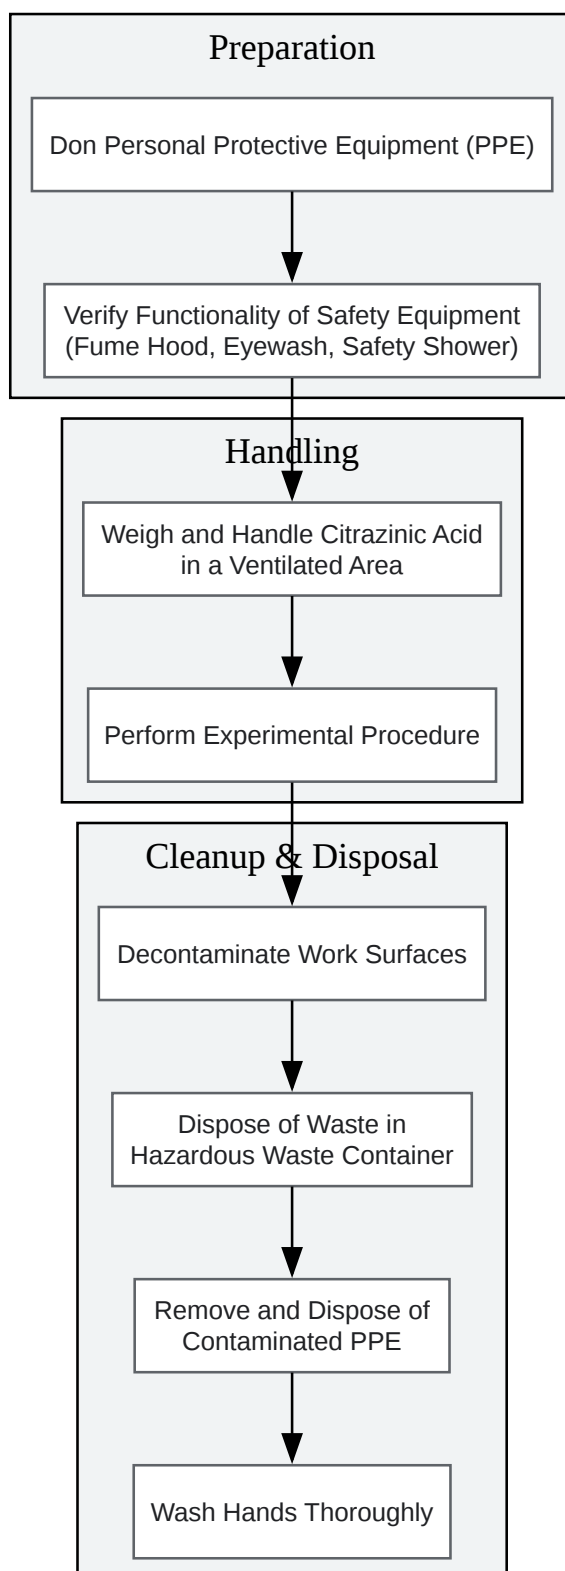 Preparation
Don Personal Protective Equipment (PPE)
Verify Functionality of Safety Equipment
(Fume Hood, Eyewash, Safety Shower)
Handling
Weigh and Handle Citrazinic Acid
in a Ventilated Area
Perform Experimental Procedure
Cleanup & Disposal
Decontaminate Work Surfaces
Dispose of Waste in
Hazardous Waste Container
Remove and Dispose of
Contaminated PPE
Wash Hands Thoroughly